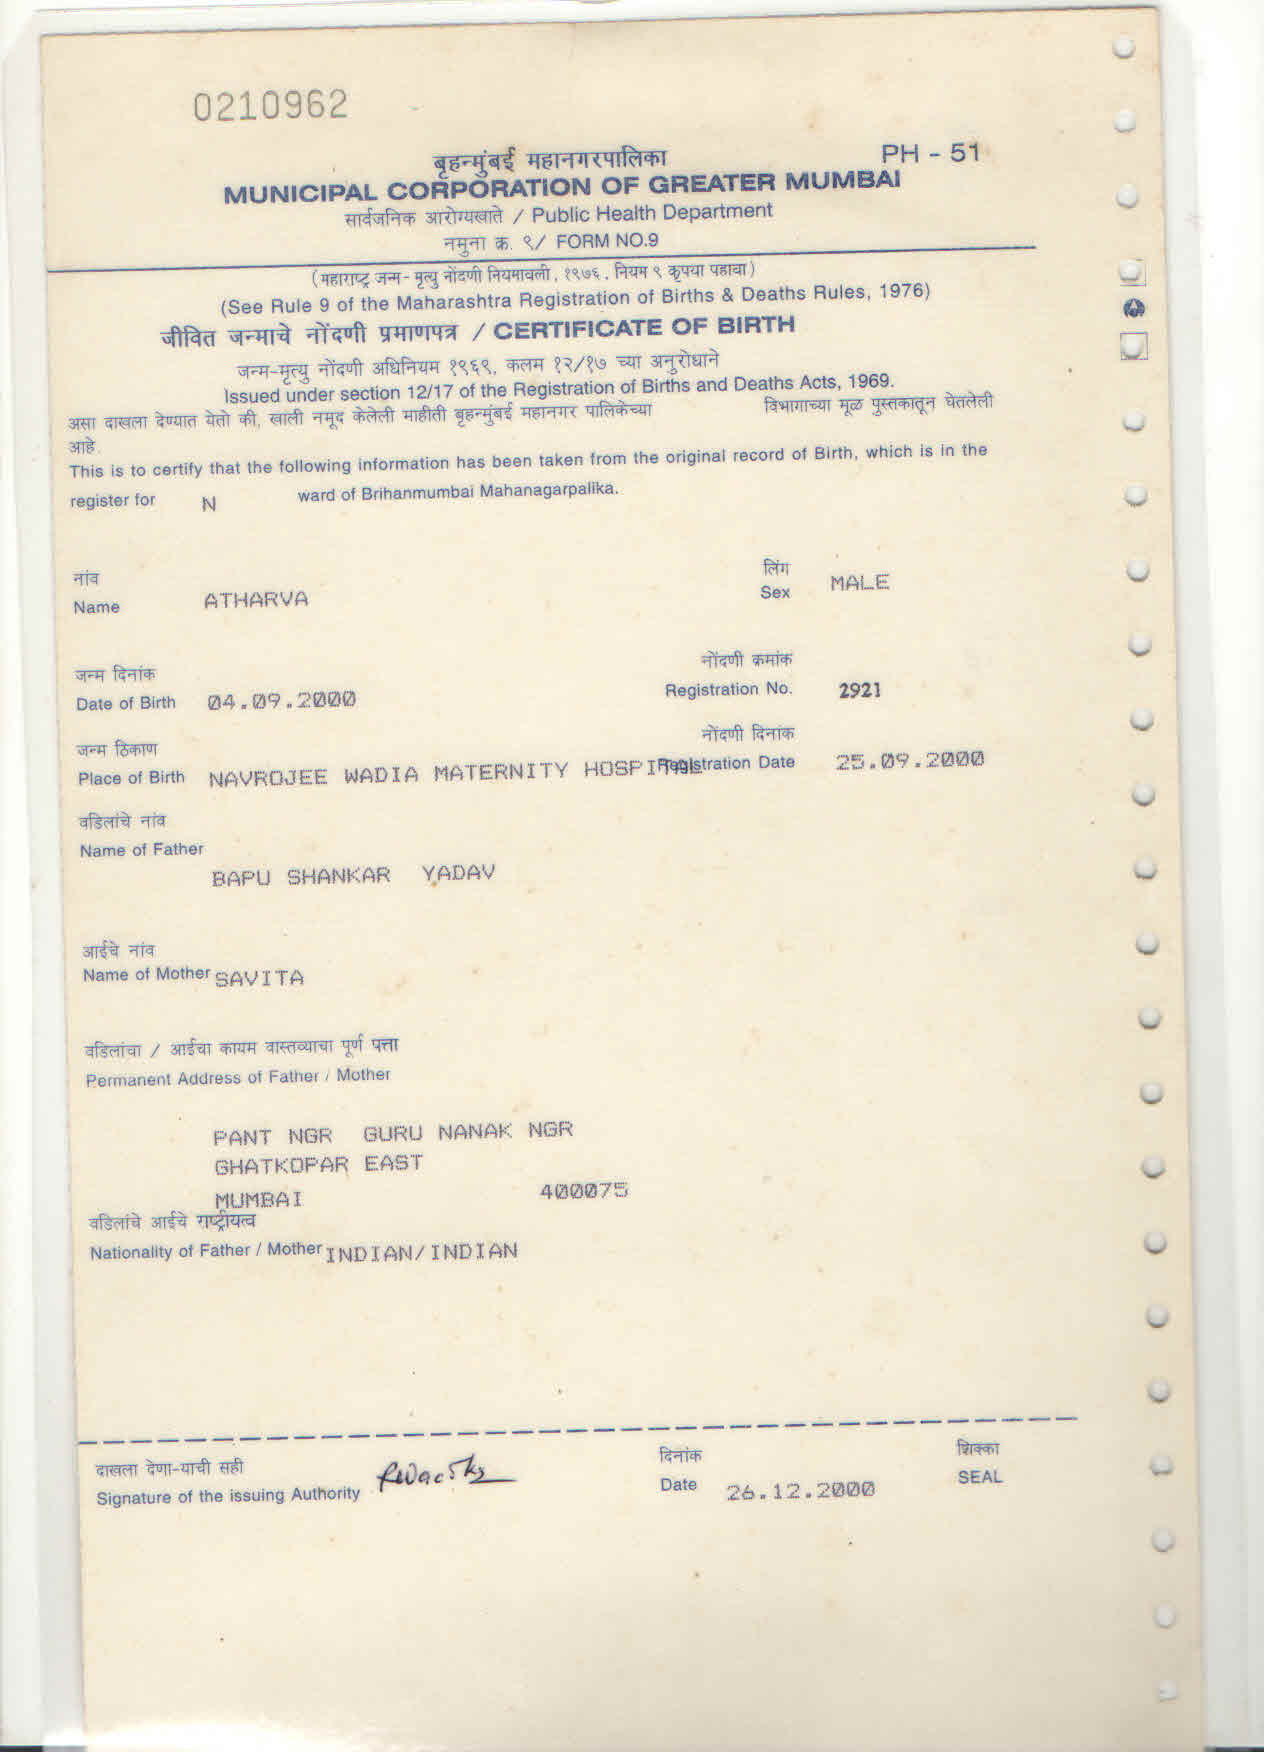 0210962
बृहन्मुंबई महानगरपालिका PH - 51
MUNICIPAL CORPORATION OF GREATER MUMBAI
सार्वजनिक आरोग्यखाते / Public Health Department
नमुना क्र. ९/ FORM NO.9
(महाराष्ट्र जन्म - मृत्यु नोंदणी नियमावली, १९७६, नियम ९ कृपया पहावा)
(See Rule 9 of the Maharashtra Registration of Births & Deaths Rules, 1976)
जीवित जन्माचे नोंदणी प्रमाणपत्र / CERTIFICATE OF BIRTH
जन्म-मृत्यु नोंदणी अधिनियम १९६९, कलम १२/१७ च्या अनुरोधाने
Issued under section 12/17 of the Registration of Births and Deaths Acts, 1969.
असा दाखला देण्यात येतो की, खाली नमूद केलेली माहीती बृहन्मुंबई महानगर पालिकेच्या विभागाच्या मूळ पुस्तकातून घेतलेली
आहे.
This is to certify that the following information has been taken from the original record of Birth, which is in the
register for N ward of Brihanmumbai Mahanagarpalika.
नांव लिंग
Name ATHARVA Sex MALE
जन्म दिनांक नोंदणी क्रमांक
Date of Birth 04.09.2000 Registration No. 2921
जन्म ठिकाण नोंदणी दिनांक
Place of Birth NAVROJEE WADIA MATERNITY HOSPITAL Registration Date 25.09.2000
वडिलांचे नांव
Name of Father
BAPU SHANKAR YADAV
आईचे नांव
Name of Mother SAVITA
वडिलांचा / आईचा कायम वास्तव्याचा पूर्ण पत्ता
Permanent Address of Father / Mother
PANT NGR GURU NANAK NGR
GHATKOPAR EAST
MUMBAI 400075
वडिलांचे आईचे राष्ट्रीयत्व
Nationality of Father / Mother INDIAN/INDIAN
दाखला देणा-याची सही दिनांक शिक्का
Signature of the issuing Authority Date 26.12.2000 SEAL